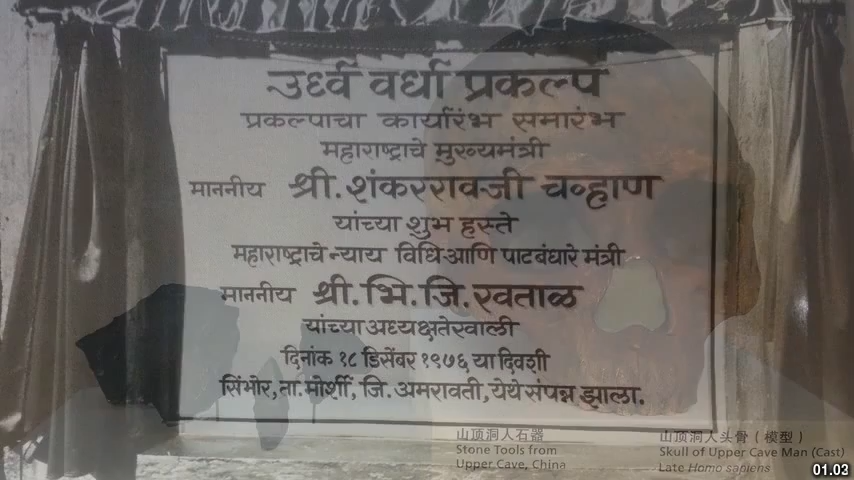 उर्ध्व वर्धा प्रकल्प
प्रकल्पाचा कार्यारंभ समारंभ
महाराष्ट्राचे मुख्यमंत्री
माननीय श्री. शंकररावजी चव्हाण
यांच्या शुभ हस्ते
महाराष्ट्राचे न्याय विधि आणि पाटबंधारे मंत्री
माननीय श्री. भि. जि. खताळ
यांच्या अध्यक्षतेखाली
दिनांक १८ डिसेंबर १९७६ या दिवशी
सिंभोर, ता. मोर्शी, जि. अमरावती, येथे संपन्न झाला.
山顶洞人石器
Stone Tools from
Upper Cave, China
山顶洞人头骨（模型）
Skull of Upper Cave Man (Cast)
Late Homo sapiens
01.03